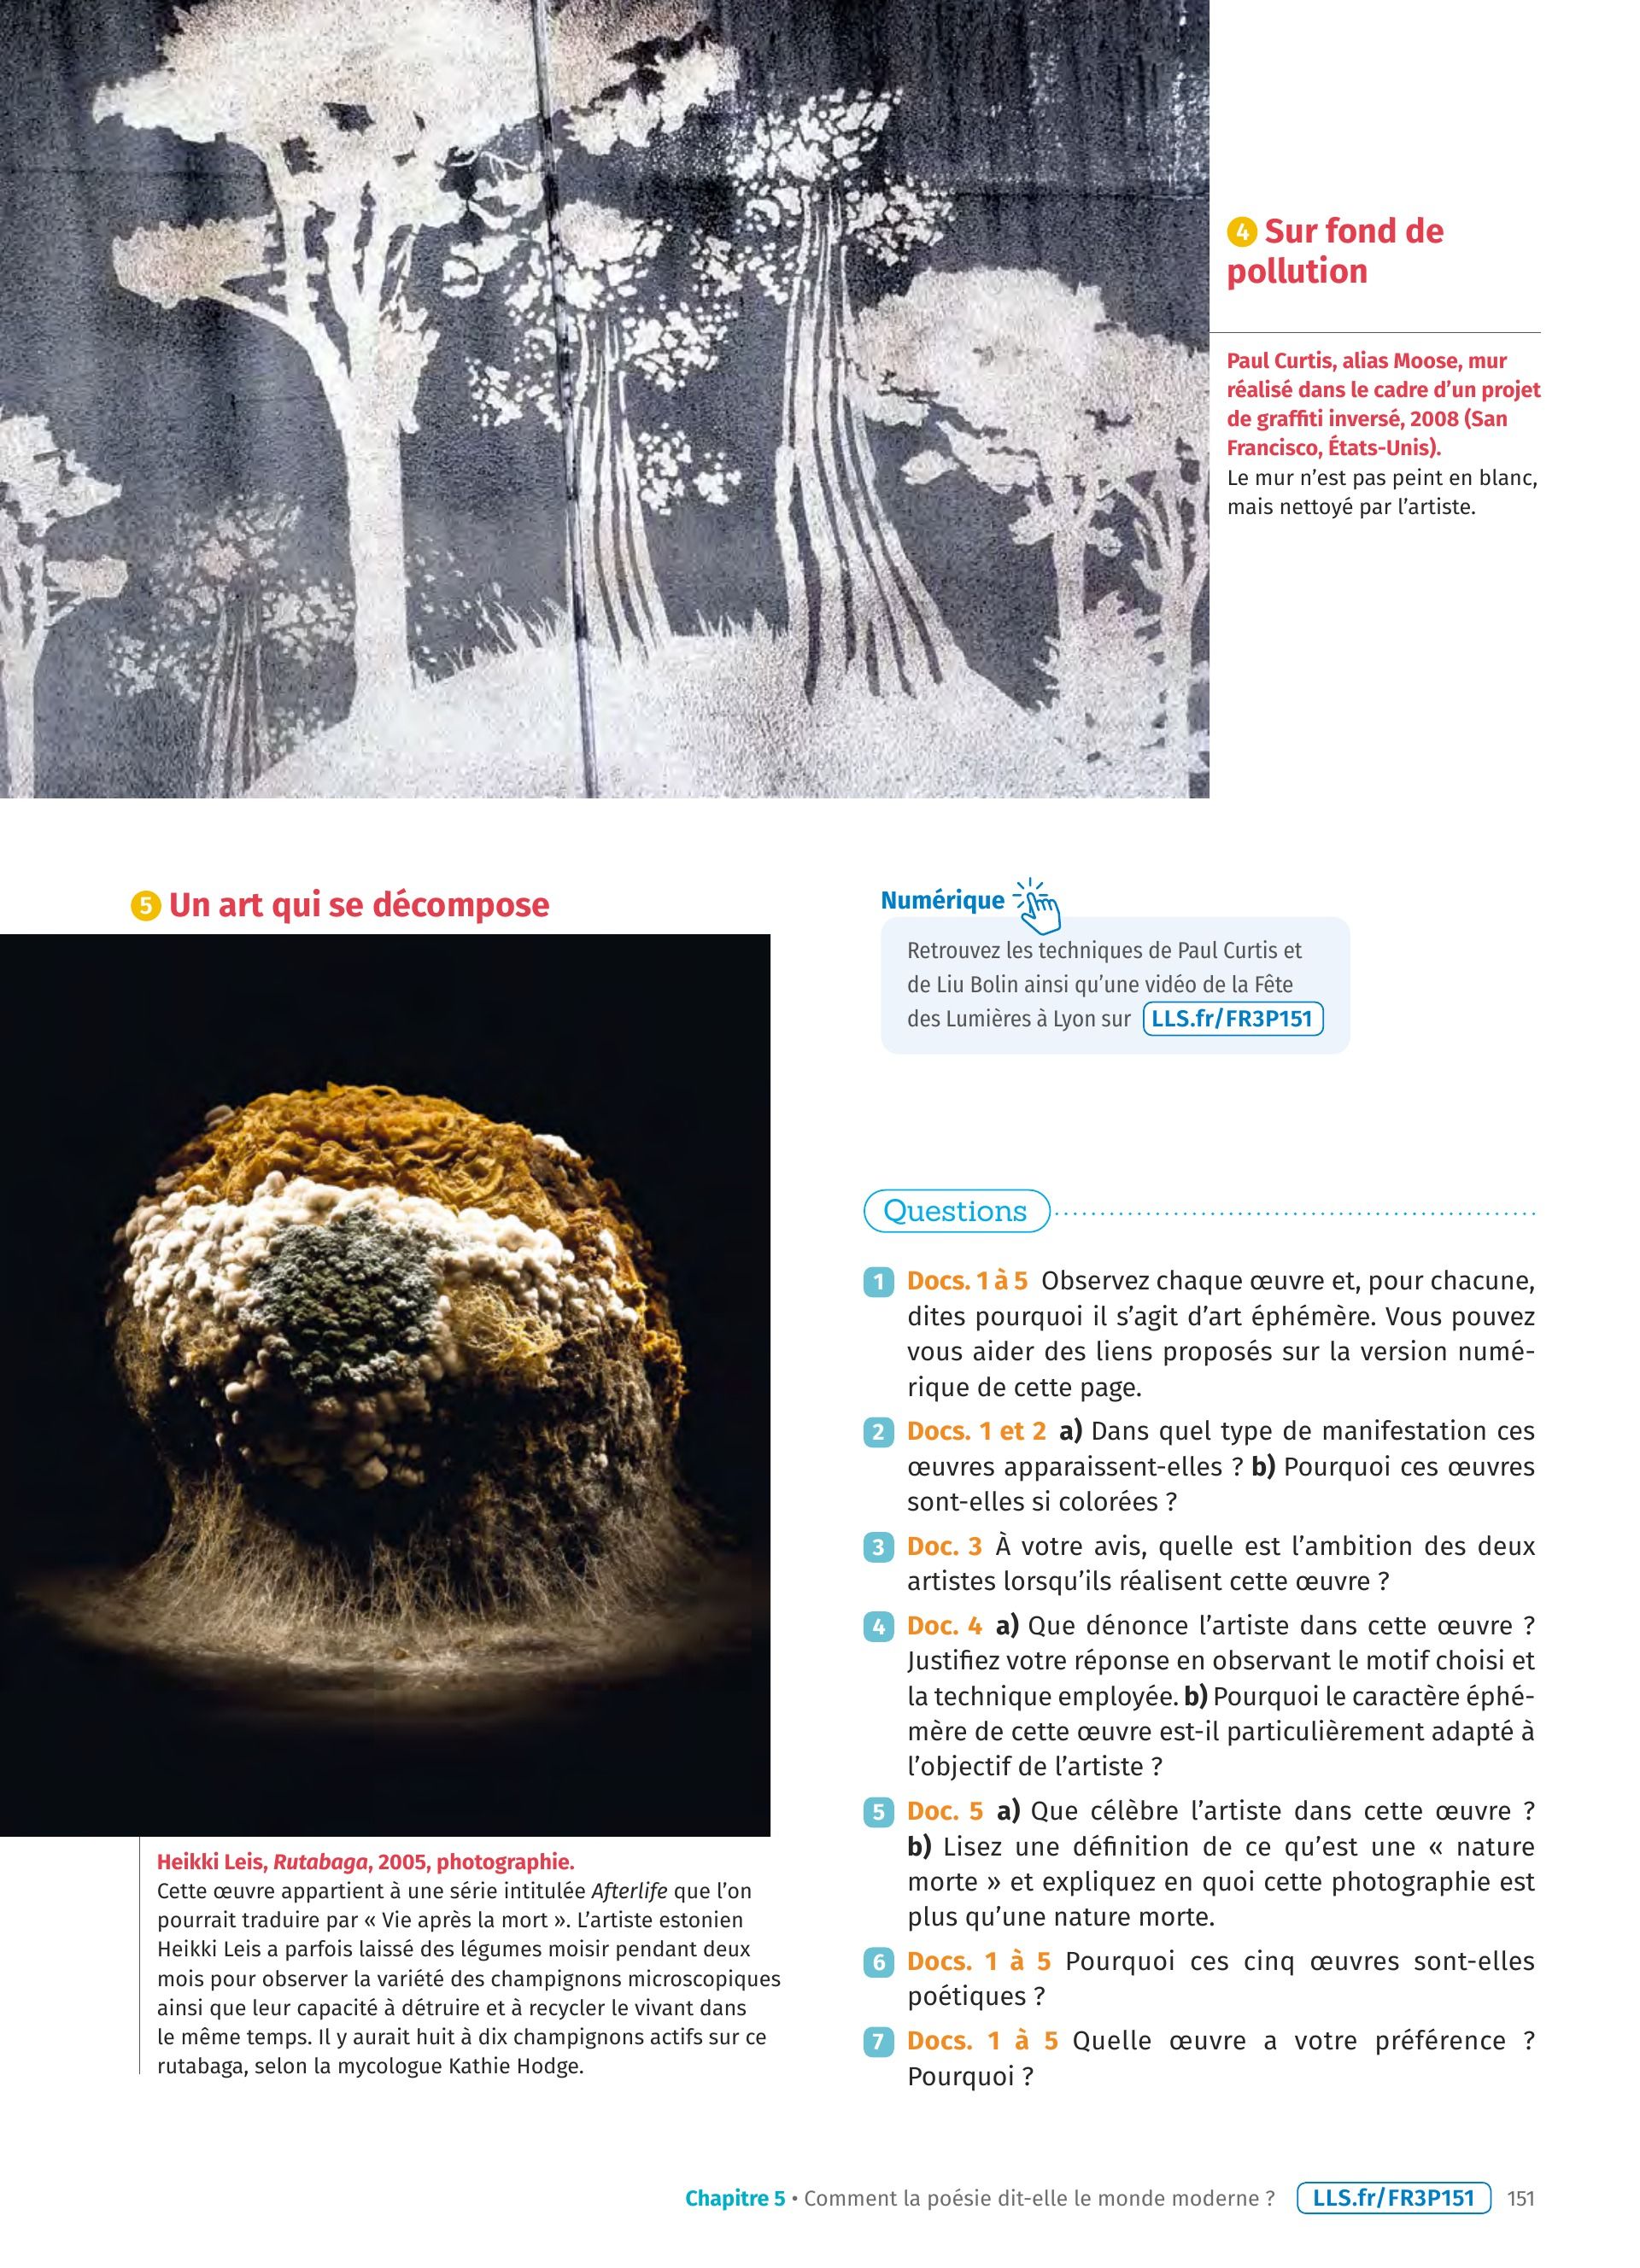 4 Sur fond de
pollution
Paul Curtis, alias Moose, mur
réalisé dans le cadre d’un projet
de graffiti inversé, 2008 (San
Francisco, États-Unis).
Le mur n’est pas peint en blanc,
mais nettoyé par l’artiste.
5 Un art qui se décompose
Heikki Leis, Rutabaga, 2005, photographie.
Cette œuvre appartient à une série intitulée Afterlife que l’on
pourrait traduire par « Vie après la mort ». L’artiste estonien
Heikki Leis a parfois laissé des légumes moisir pendant deux
mois pour observer la variété des champignons microscopiques
ainsi que leur capacité à détruire et à recycler le vivant dans
le même temps. Il y aurait huit à dix champignons actifs sur ce
rutabaga, selon la mycologue Kathie Hodge.
Numérique
Retrouvez les techniques de Paul Curtis et
de Liu Bolin ainsi qu’une vidéo de la Fête
des Lumières à Lyon sur LLS.fr/FR3P151
Questions
1 Docs. 1 à 5 Observez chaque œuvre et, pour chacune,
dites pourquoi il s’agit d’art éphémère. Vous pouvez
vous aider des liens proposés sur la version numé-
rique de cette page.
2 Docs. 1 et 2 a) Dans quel type de manifestation ces
œuvres apparaissent-elles ? b) Pourquoi ces œuvres
sont-elles si colorées ?
3 Doc. 3 À votre avis, quelle est l’ambition des deux
artistes lorsqu’ils réalisent cette œuvre ?
4 Doc. 4 a) Que dénonce l’artiste dans cette œuvre ?
Justifiez votre réponse en observant le motif choisi et
la technique employée. b) Pourquoi le caractère éphé-
mère de cette œuvre est-il particulièrement adapté à
l’objectif de l’artiste ?
5 Doc. 5 a) Que célèbre l’artiste dans cette œuvre ?
b) Lisez une définition de ce qu’est une « nature
morte » et expliquez en quoi cette photographie est
plus qu’une nature morte.
6 Docs. 1 à 5 Pourquoi ces cinq œuvres sont-elles
poétiques ?
7 Docs. 1 à 5 Quelle œuvre a votre préférence ?
Pourquoi ?
Chapitre 5 • Comment la poésie dit-elle le monde moderne ? LLS.fr/FR3P151 151